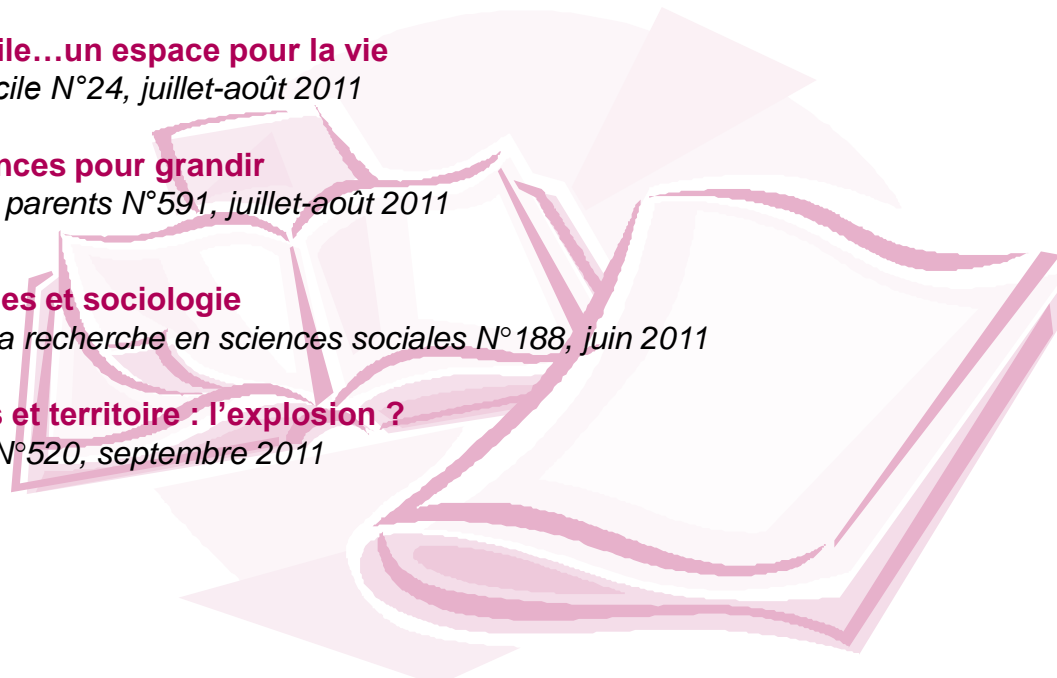 ile…un espace pour la vie
cile N°24, juillet-août 2011
nces pour grandir
parents N°591, juillet-août 2011
es et sociologie
a recherche en sciences sociales N°188, juin 2011
s et territoire : l’explosion ?
N°520, septembre 2011